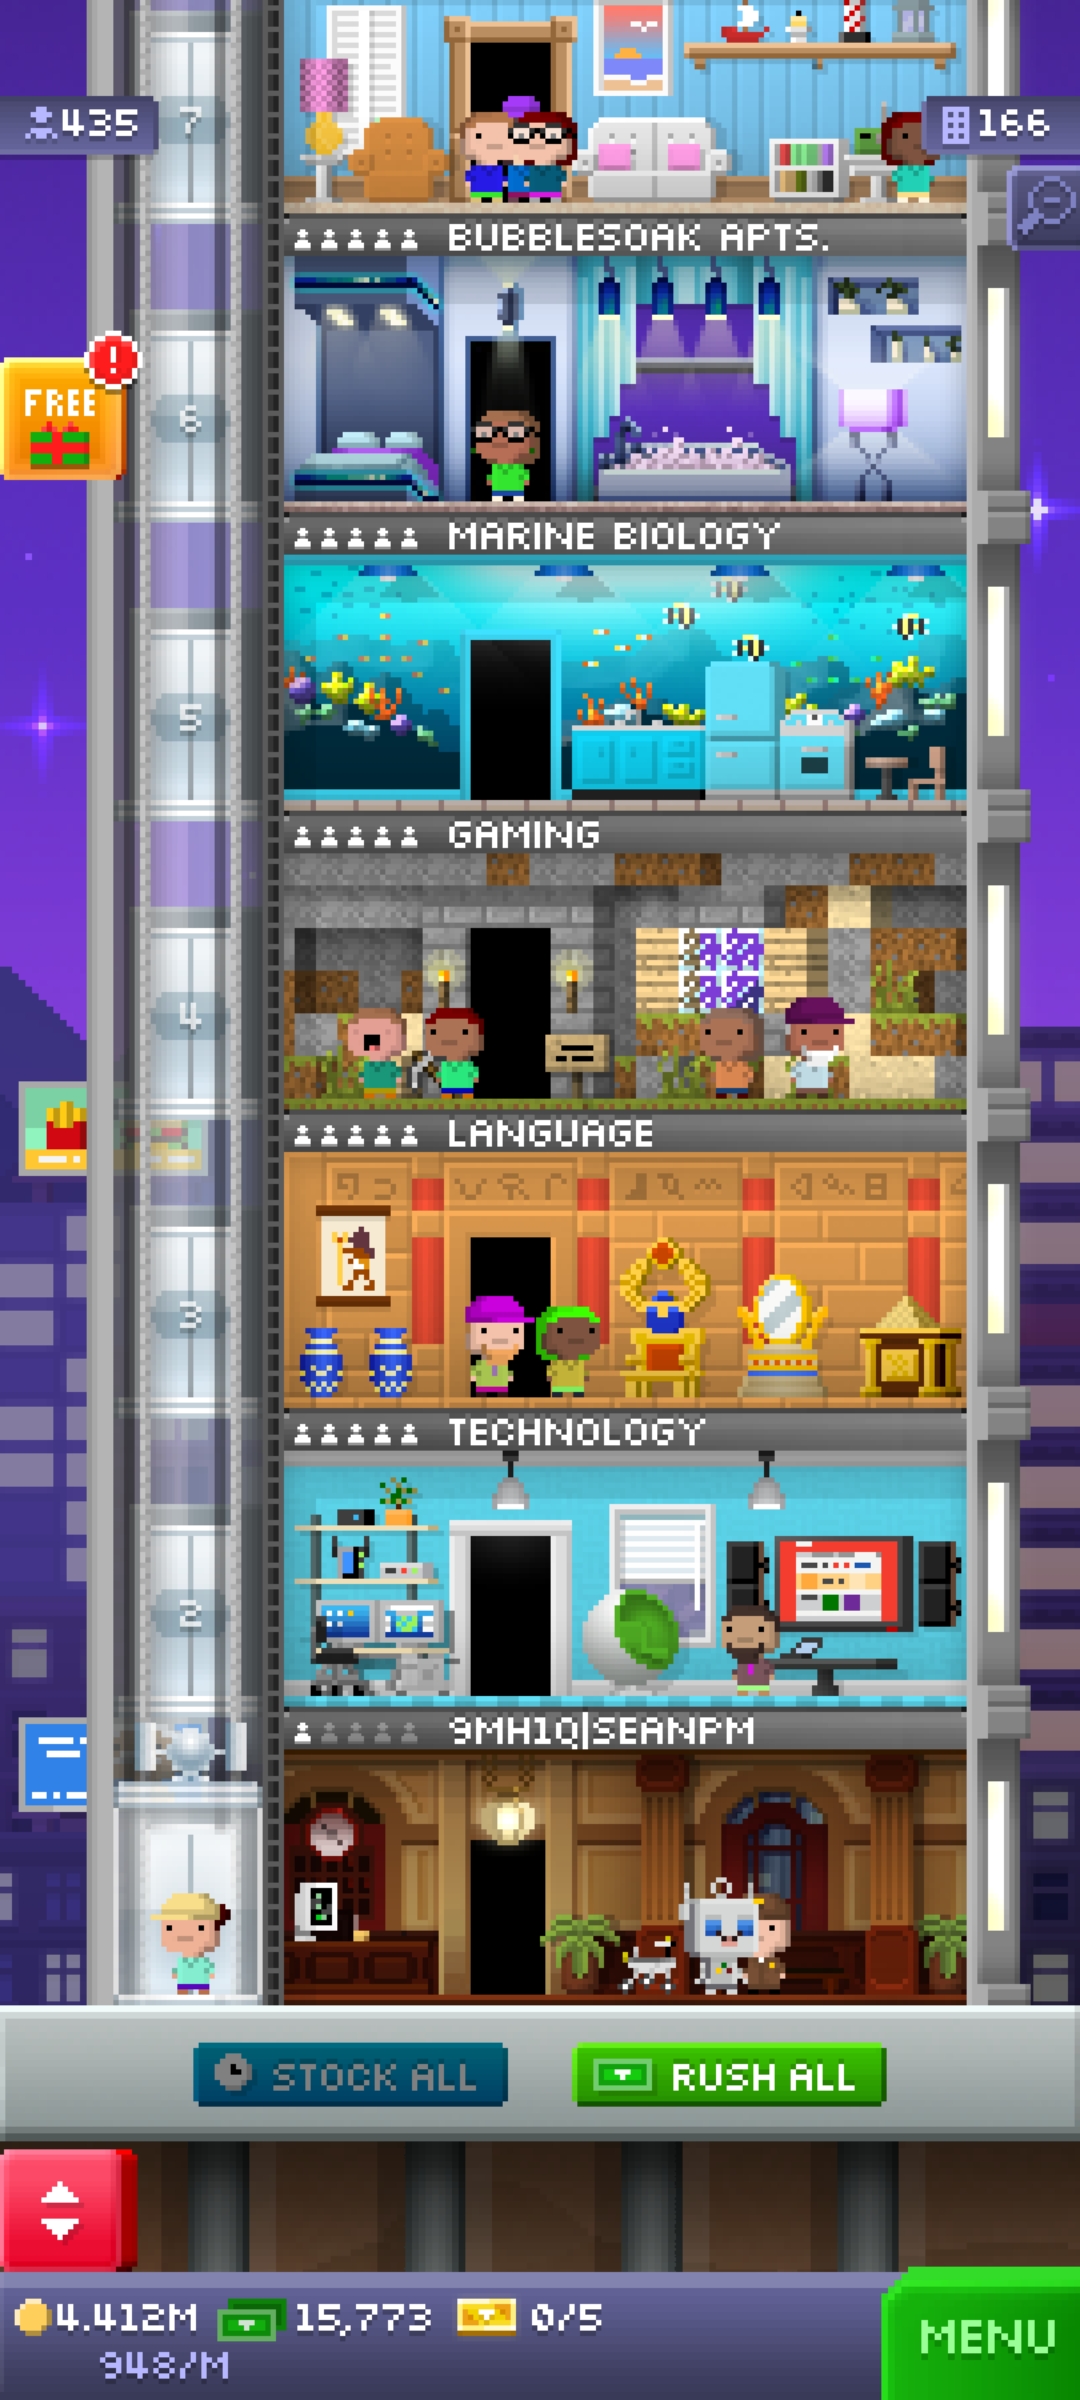 7
435
166
BUBBLESOAK APTS.
FREE
!
6
MARINE BIOLOGY
5
GAMING
4
LANGUAGE
3
TECHNOLOGY
2
9MH1Q|SEANPM
STOCK ALL
RUSH ALL
4.412M
15,773
0/5
948/M
MENU